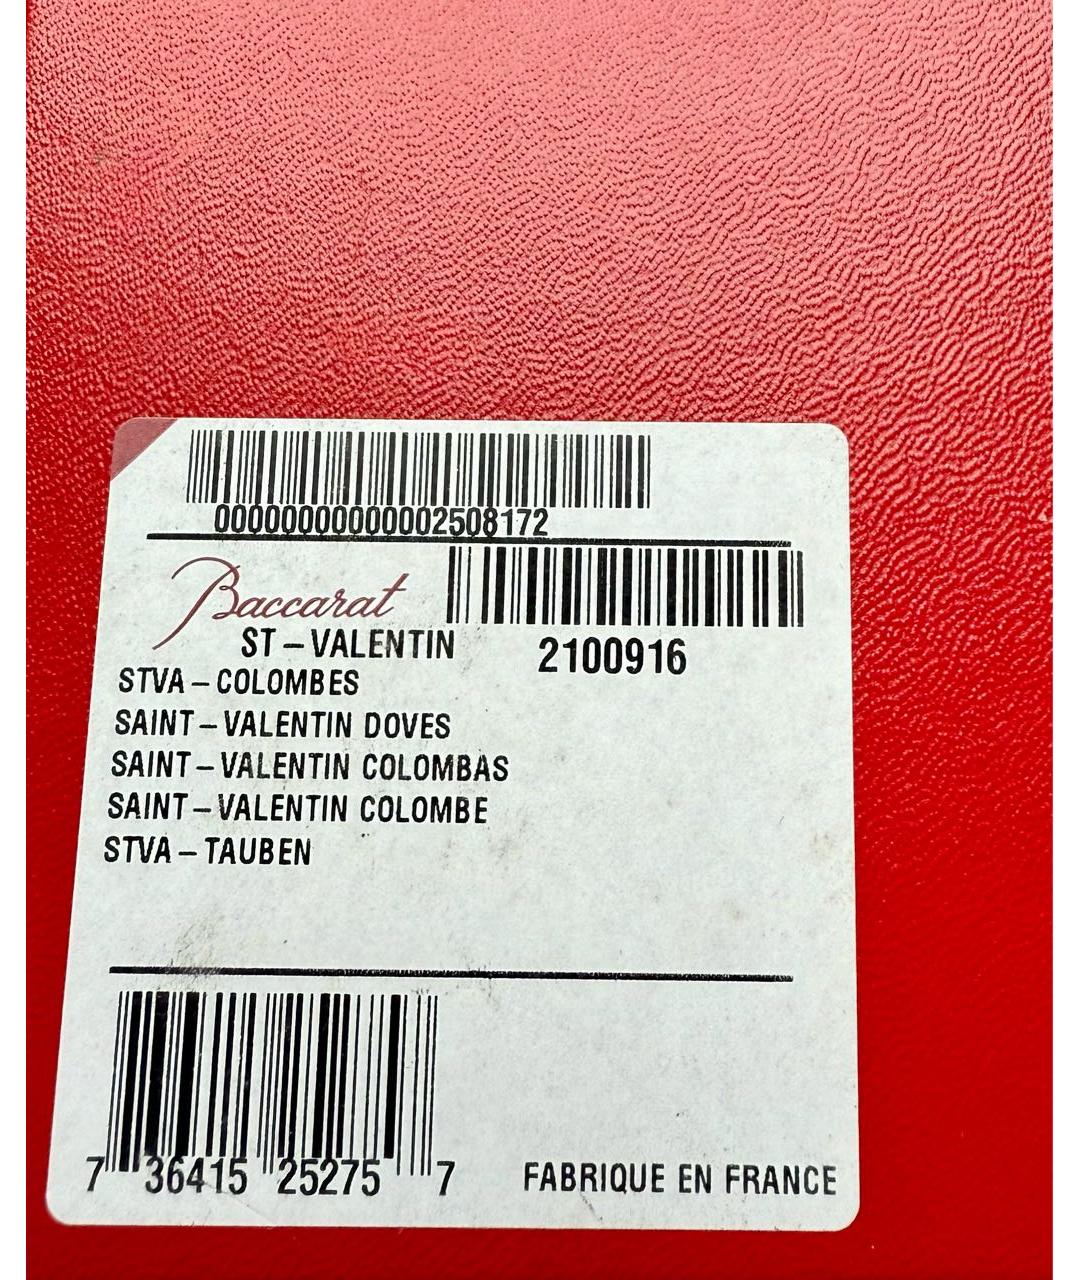 00000000000002508172
Baccarat
ST-VALENTIN
2100916
STVA-COLOMBES
SAINT-VALENTIN DOVES
SAINT-VALENTIN COLOMBAS
SAINT-VALENTIN COLOMBE
STVA-TAUBEN
7 36415 25275 7
FABRIQUE EN FRANCE